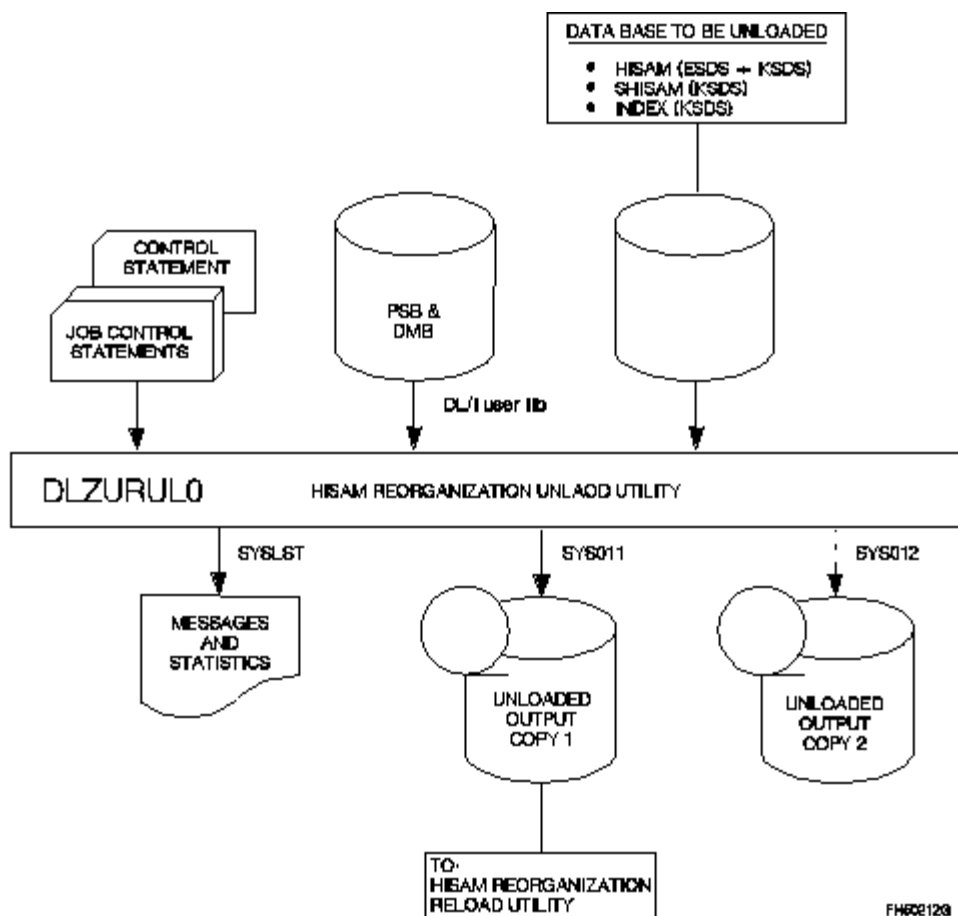 DATA BASE TO BE UNLOADED
• HISAM (ESDS + KSDS)
• SHISAM (KSDS)
• INDEX (KSDS)
CONTROL
STATEMENT
JOB CONTROL
STATEMENTS
PSB &
DMB
DL/I user lib
DLZURUL0 HISAM REORGANIZATION UNLAOD UTILITY
SYSLST
SYS011
SYS012
MESSAGES
AND
STATISTICS
UNLOADED
OUTPUT
COPY 1
UNLOADED
OUTPUT
COPY 2
TO:
HISAM REORGANIZATION
RELOAD UTILITY